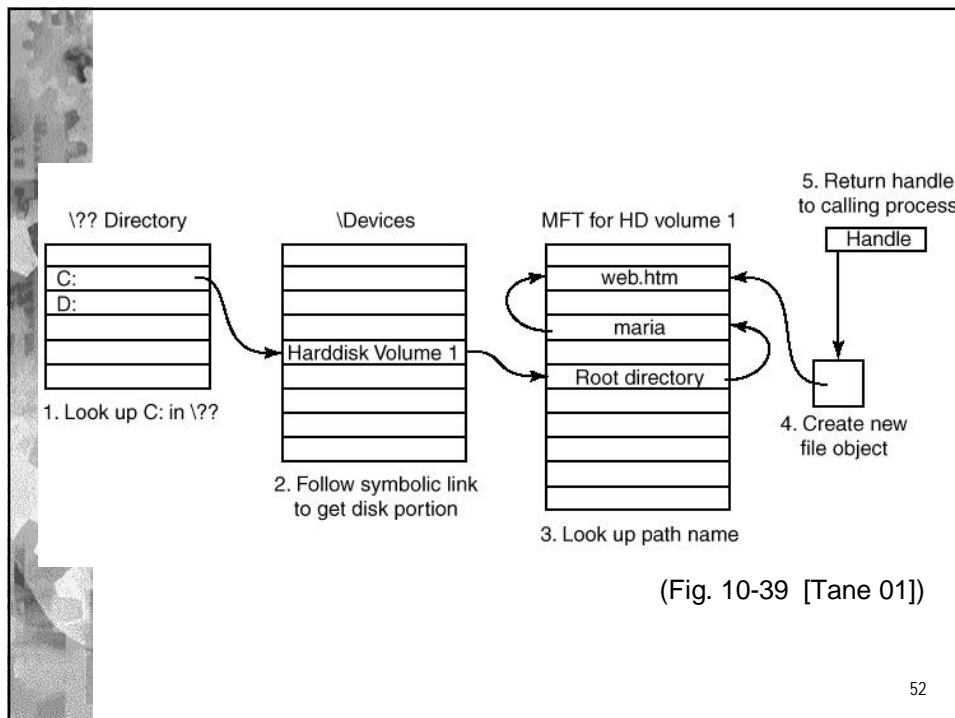 \?? Directory
C:
D:
1. Look up C: in \??
\Devices
Harddisk Volume 1
2. Follow symbolic link
to get disk portion
MFT for HD volume 1
web.htm
maria
Root directory
3. Look up path name
5. Return handle
to calling process
Handle
4. Create new
file object
(Fig. 10-39 [Tane 01])
52